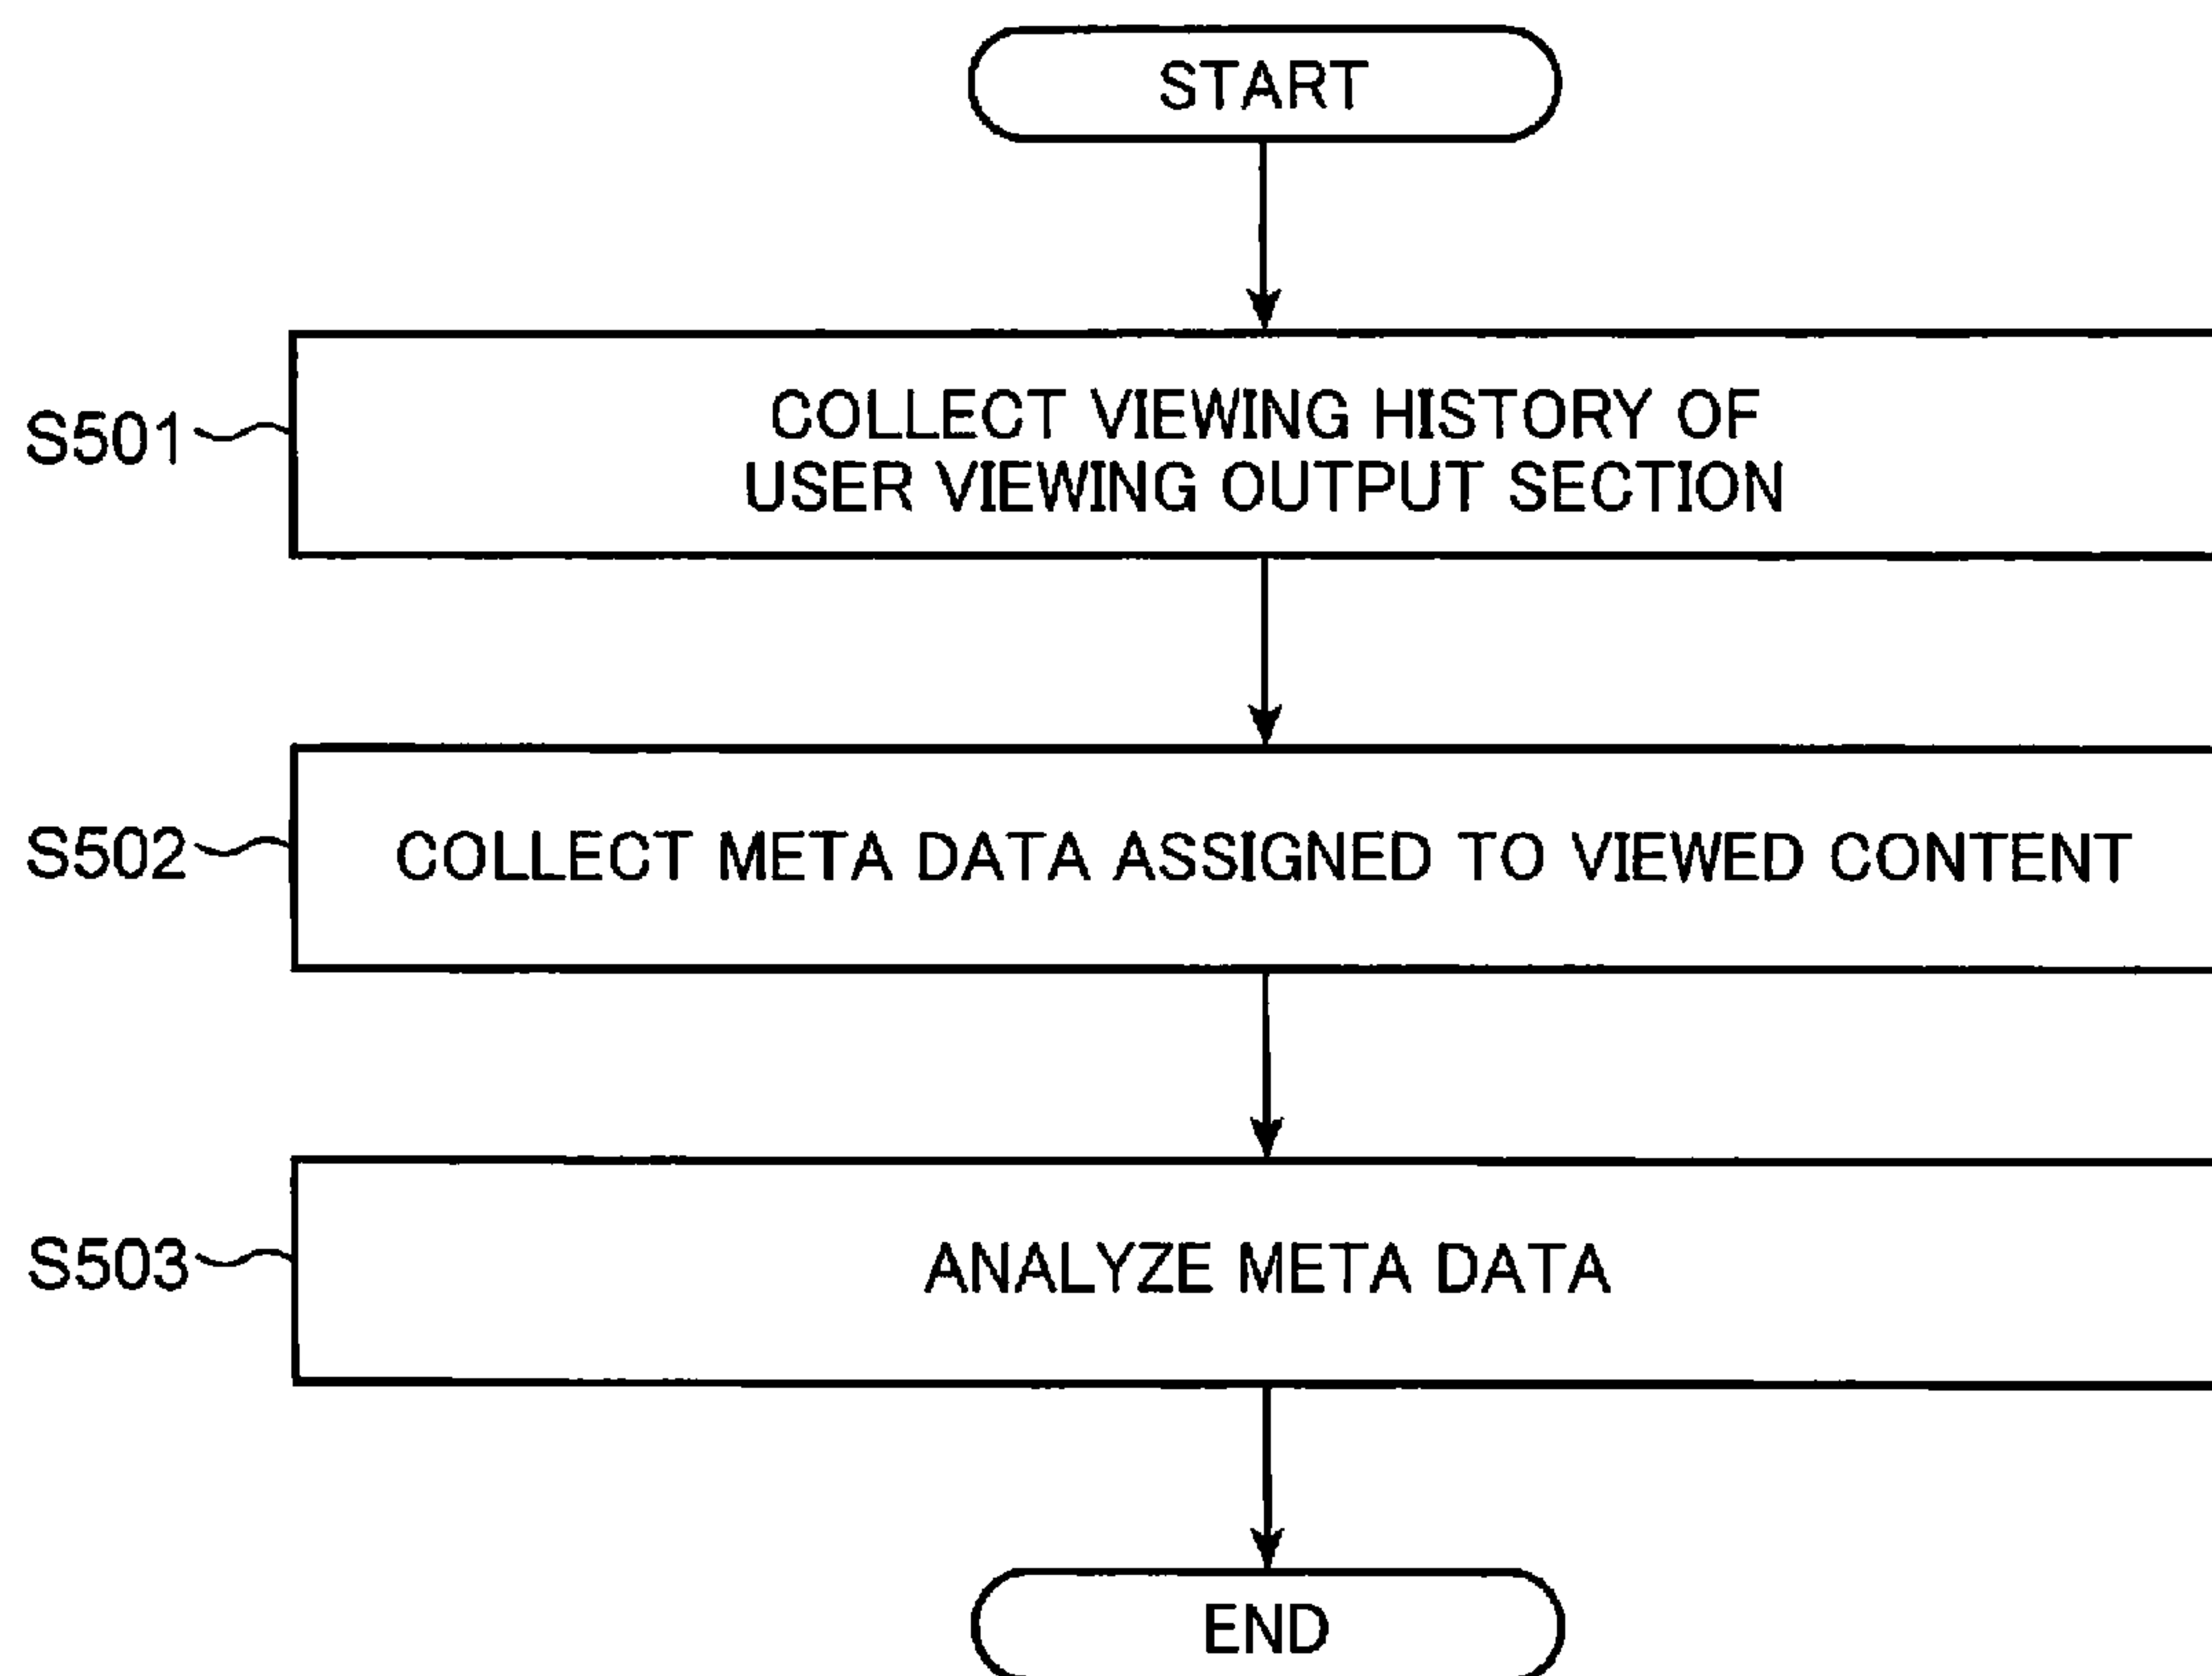 START
S501
COLLECT VIEWING HISTORY OF
USER VIEWING OUTPUT SECTION
S502
COLLECT META DATA ASSIGNED TO VIEWED CONTENT
S503
ANALYZE META DATA
END